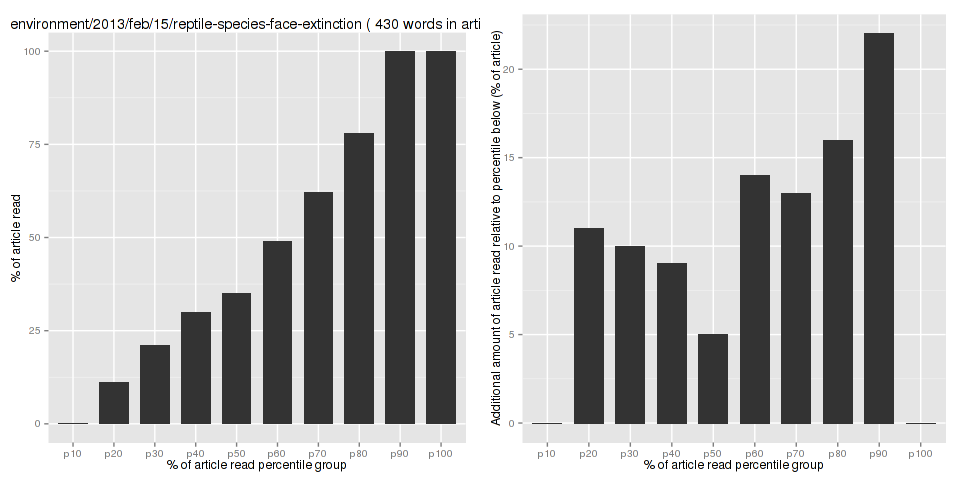 environment/2013/feb/15/reptile-species-face-extinction ( 430 words in arti
% of article read
100
75
50
25
0
p10 p20 p30 p40 p50 p60 p70 p80 p90 p100
% of article read percentile group
Additional amount of article read relative to percentile below (% of article)
20
15
10
5
0
p10 p20 p30 p40 p50 p60 p70 p80 p90 p100
% of article read percentile group